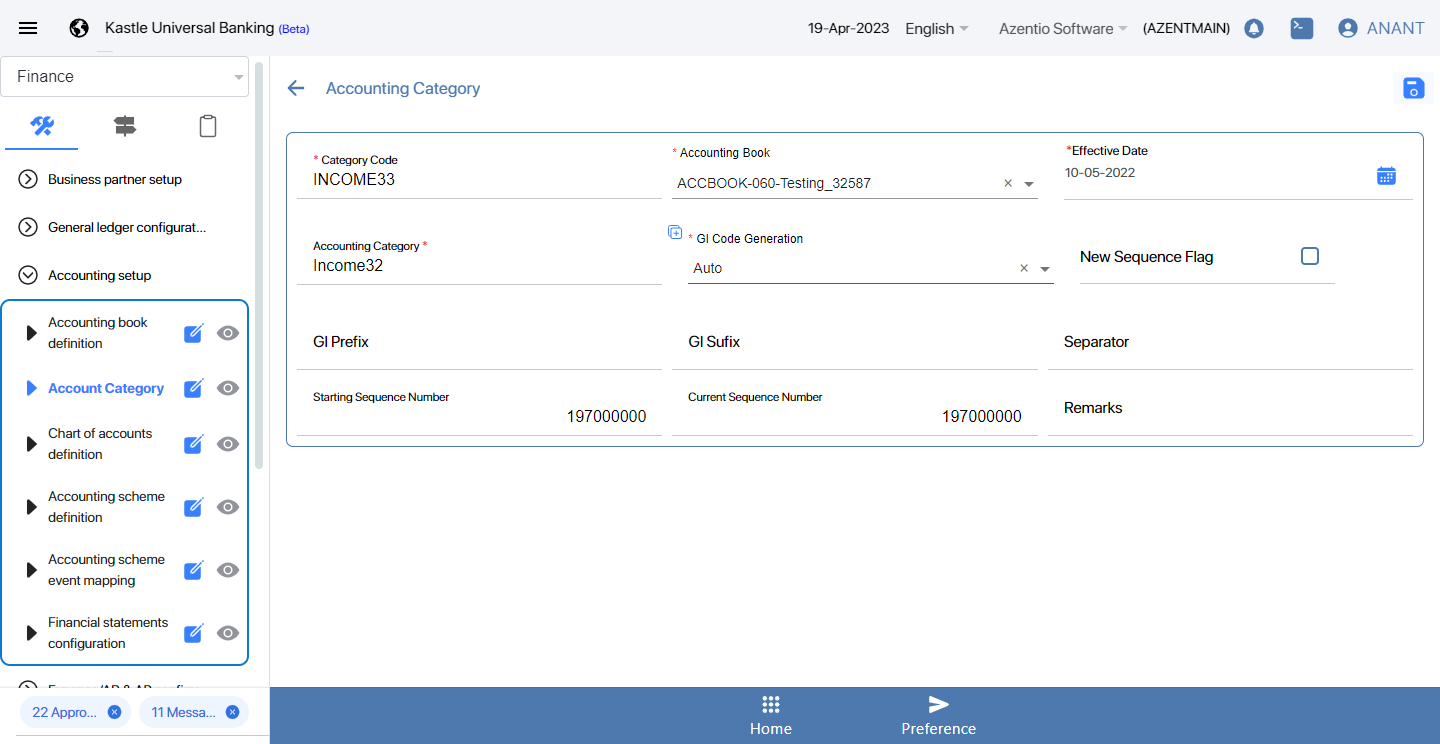 Kastle Universal Banking (Beta)
19-Apr-2023
English
Azentio Software
(AZENTMAIN)
ANANT
Finance
Business partner setup
General ledger configurat...
Accounting setup
Accounting book
definition
Account Category
Chart of accounts
definition
Accounting scheme
definition
Accounting scheme
event mapping
Financial statements
configuration
22 Appro...
11 Messa...
Accounting Category
* Category Code
INCOME33
* Accounting Book
ACCBOOK-060-Testing_32587
*Effective Date
10-05-2022
Accounting Category *
Income32
* GI Code Generation
Auto
New Sequence Flag
GI Prefix
GI Sufix
Separator
Starting Sequence Number
197000000
Current Sequence Number
197000000
Remarks
Home
Preference